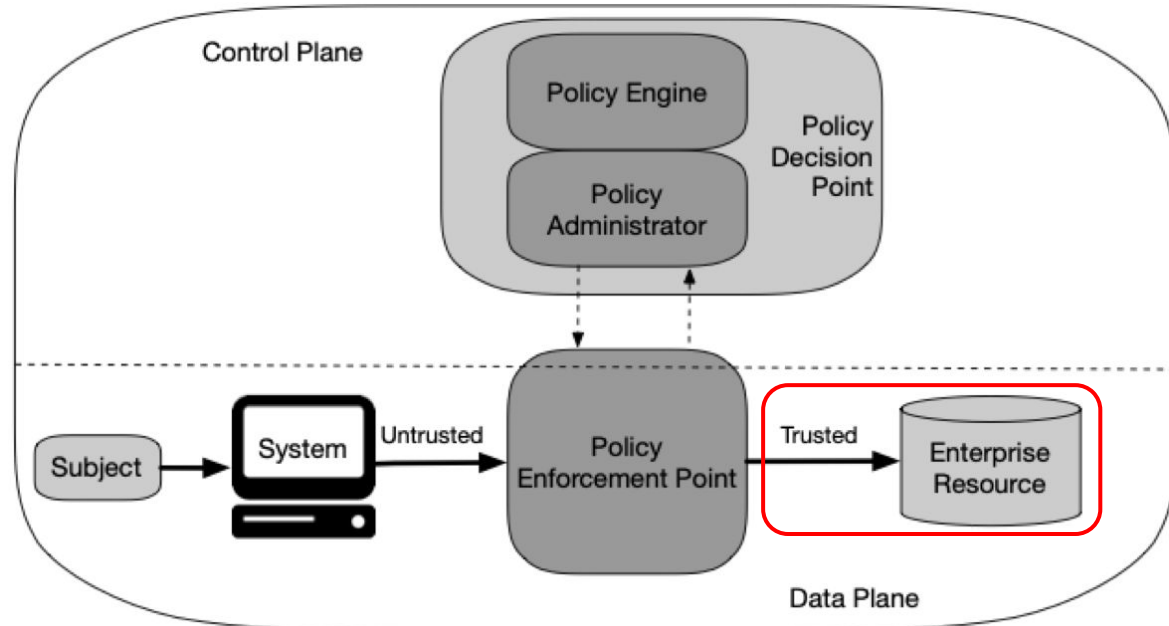 Control Plane
Policy Engine
Policy
Decision
Point
Policy
Administrator
Subject
System
Untrusted
Policy
Enforcement Point
Trusted
Enterprise
Resource
Data Plane